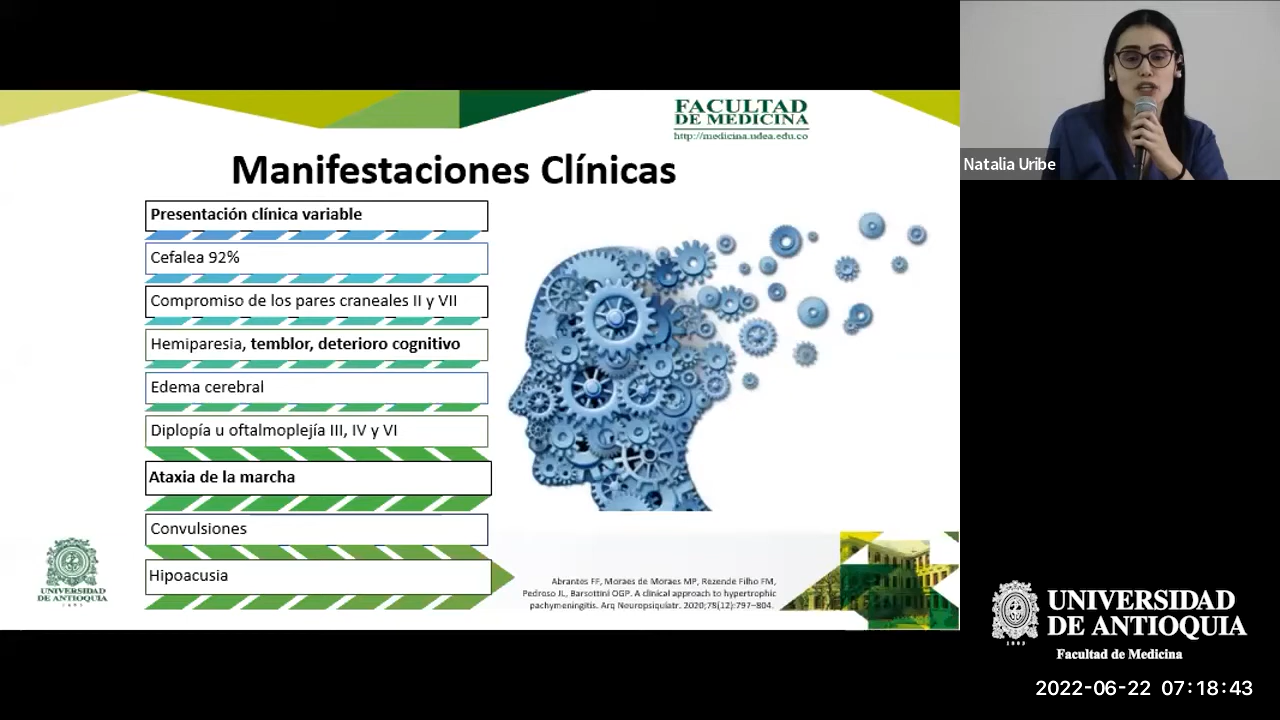 FACULTAD
DE MEDICINA
http://medicina.udea.edu.co
Natalia Uribe
Manifestaciones Clínicas
Presentación clínica variable
Cefalea 92%
Compromiso de los pares craneales II y VII
Hemiparesia, temblor, deterioro cognitivo
Edema cerebral
Diplopía u oftalmoplejía III, IV y VI
Ataxia de la marcha
Convulsiones
Hipoacusia
Abrantes FF, Moraes de Moraes MP, Rezende Filho FM,
Pedroso JL, Barsottini OGP. A clinical approach to hypertrophic
pachymeningitis. Arq Neuropsiquiatr. 2020;78(12):797–804.
UNIVERSIDAD
DE ANTIOQUIA
1803
UNIVERSIDAD
DE ANTIOQUIA
1803
Facultad de Medicina
2022-06-22 07:18:43